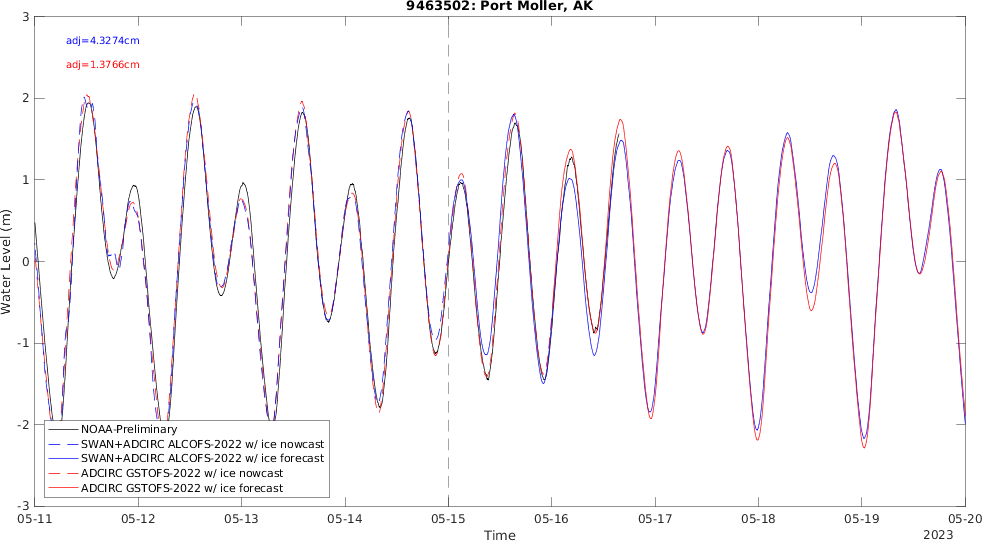 9463502: Port Moller, AK
adj=4.3274cm
adj=1.3766cm
3
2
1
0
-1
-2
-3
Water Level (m)
NOAA-Preliminary
SWAN+ADCIRC ALCOFS-2022 w/ ice nowcast
SWAN+ADCIRC ALCOFS-2022 w/ ice forecast
ADCIRC GSTOFS-2022 w/ ice nowcast
ADCIRC GSTOFS-2022 w/ ice forecast
05-11 05-12 05-13 05-14 05-15 05-16 05-17 05-18 05-19 05-20
Time
2023